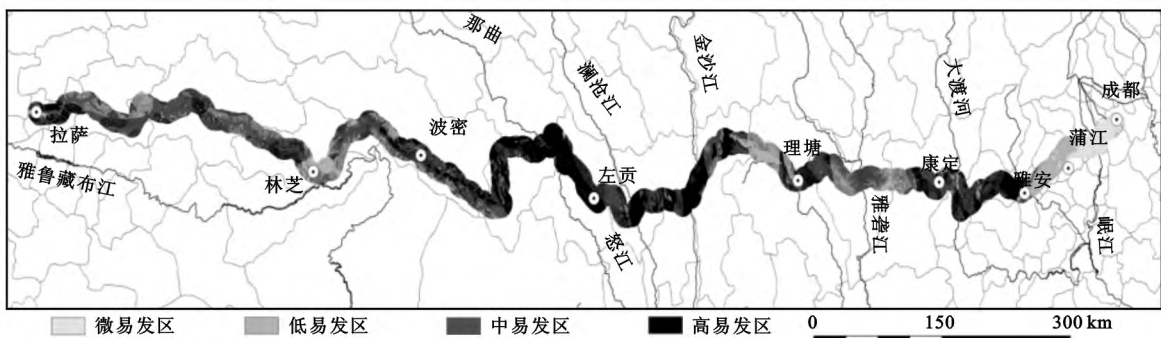 那曲
澜沧江
金沙江
大渡河
成都
拉萨
波密
理塘
康定
蒲江
雅安
雅鲁藏布江
林芝
左贡
怒江
雅砻江
岷江
微易发区
低易发区
中易发区
高易发区
0 150 300 km